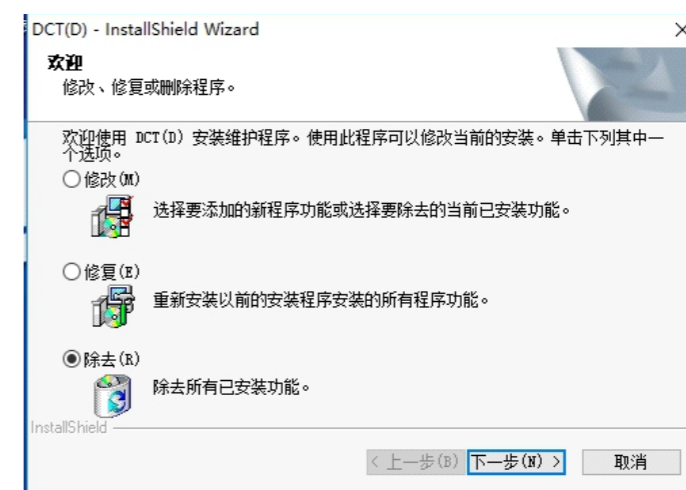 DCT(D) - InstallShield Wizard
欢迎
修改、修复或删除程序。
欢迎使用 DCT(D) 安装维护程序。使用此程序可以修改当前的安装。单击下列其中一
个选项。
修改(M)
选择要添加的新程序功能或选择要除去的当前已安装功能。
修复(E)
重新安装以前的安装程序安装的所有程序功能。
除去(R)
除去所有已安装功能。
InstallShield
< 上一步(B) 下一步(N) > 取消